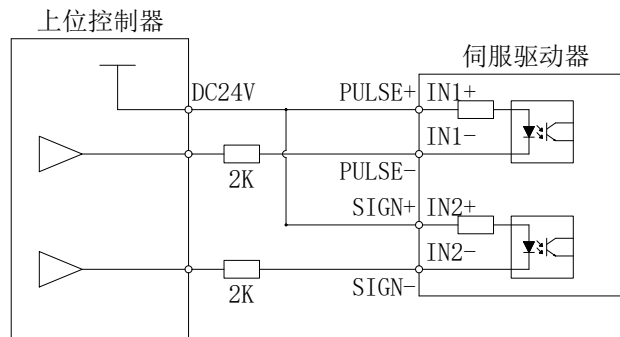 上位控制器
伺服驱动器
DC24V
PULSE+ IN1+
IN1-
2K
PULSE-
SIGN+ IN2+
IN2-
2K
SIGN-